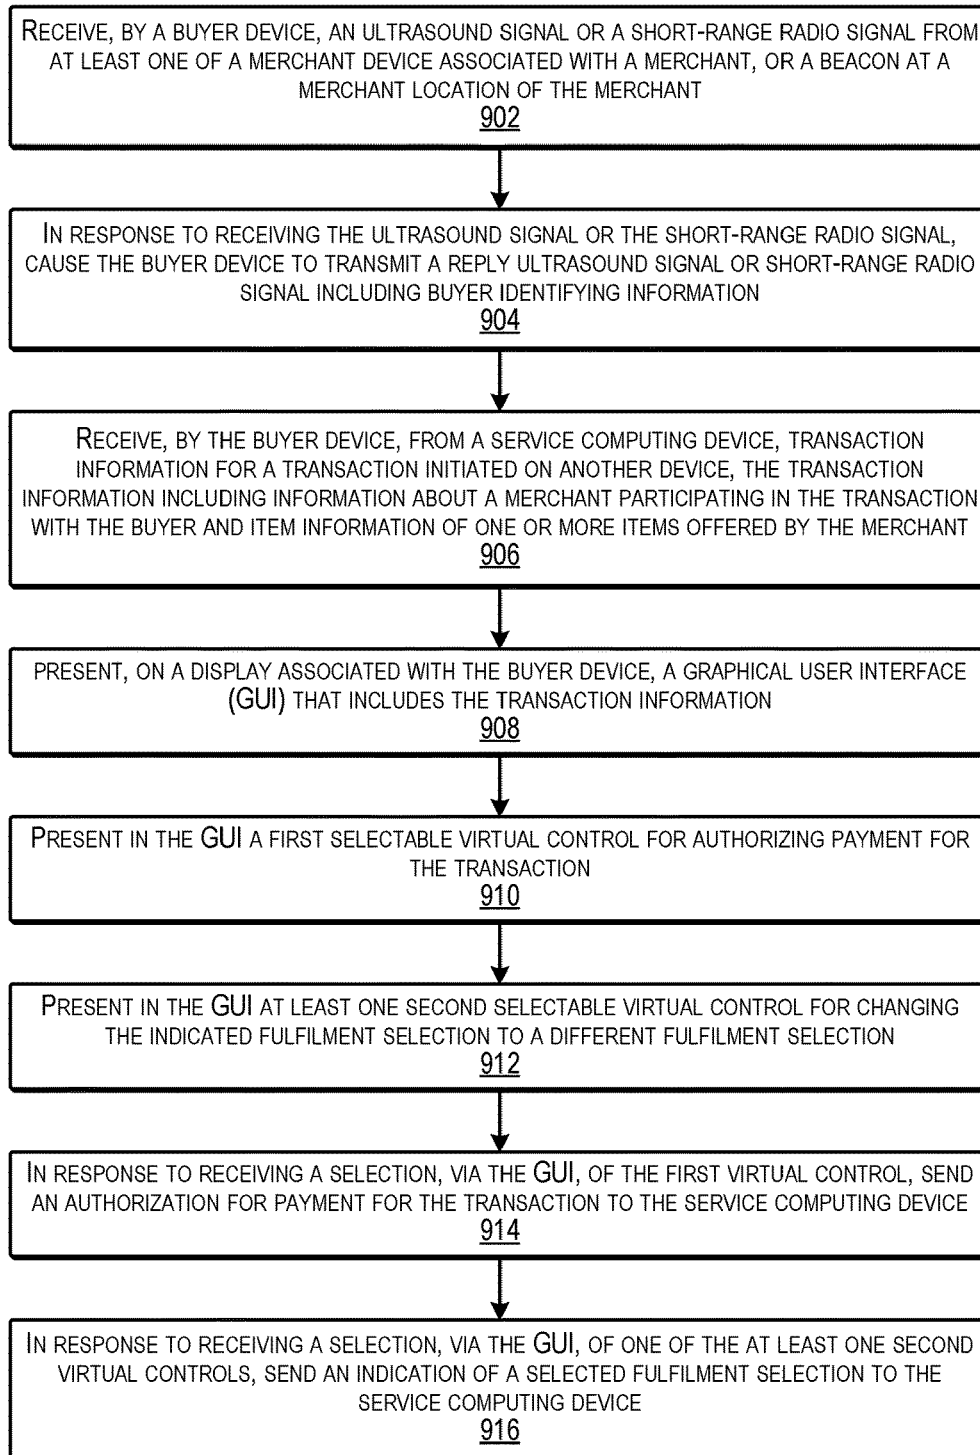 RECEIVE, BY A BUYER DEVICE, AN ULTRASOUND SIGNAL OR A SHORT-RANGE RADIO SIGNAL FROM
AT LEAST ONE OF A MERCHANT DEVICE ASSOCIATED WITH A MERCHANT, OR A BEACON AT A
MERCHANT LOCATION OF THE MERCHANT
902
IN RESPONSE TO RECEIVING THE ULTRASOUND SIGNAL OR THE SHORT-RANGE RADIO SIGNAL,
CAUSE THE BUYER DEVICE TO TRANSMIT A REPLY ULTRASOUND SIGNAL OR SHORT-RANGE RADIO
SIGNAL INCLUDING BUYER IDENTIFYING INFORMATION
904
RECEIVE, BY THE BUYER DEVICE, FROM A SERVICE COMPUTING DEVICE, TRANSACTION
INFORMATION FOR A TRANSACTION INITIATED ON ANOTHER DEVICE, THE TRANSACTION
INFORMATION INCLUDING INFORMATION ABOUT A MERCHANT PARTICIPATING IN THE TRANSACTION
WITH THE BUYER AND ITEM INFORMATION OF ONE OR MORE ITEMS OFFERED BY THE MERCHANT
906
PRESENT, ON A DISPLAY ASSOCIATED WITH THE BUYER DEVICE, A GRAPHICAL USER INTERFACE
(GUI) THAT INCLUDES THE TRANSACTION INFORMATION
908
PRESENT IN THE GUI A FIRST SELECTABLE VIRTUAL CONTROL FOR AUTHORIZING PAYMENT FOR
THE TRANSACTION
910
PRESENT IN THE GUI AT LEAST ONE SECOND SELECTABLE VIRTUAL CONTROL FOR CHANGING
THE INDICATED FULFILMENT SELECTION TO A DIFFERENT FULFILMENT SELECTION
912
IN RESPONSE TO RECEIVING A SELECTION, VIA THE GUI, OF THE FIRST VIRTUAL CONTROL, SEND
AN AUTHORIZATION FOR PAYMENT FOR THE TRANSACTION TO THE SERVICE COMPUTING DEVICE
914
IN RESPONSE TO RECEIVING A SELECTION, VIA THE GUI, OF ONE OF THE AT LEAST ONE SECOND
VIRTUAL CONTROLS, SEND AN INDICATION OF A SELECTED FULFILMENT SELECTION TO THE
SERVICE COMPUTING DEVICE
916